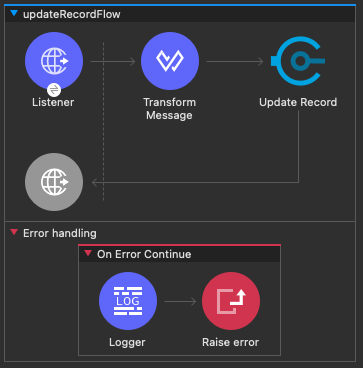 updateRecordFlow
Listener
Transform
Message
Update Record
Error handling
On Error Continue
LOG
Logger
Raise error